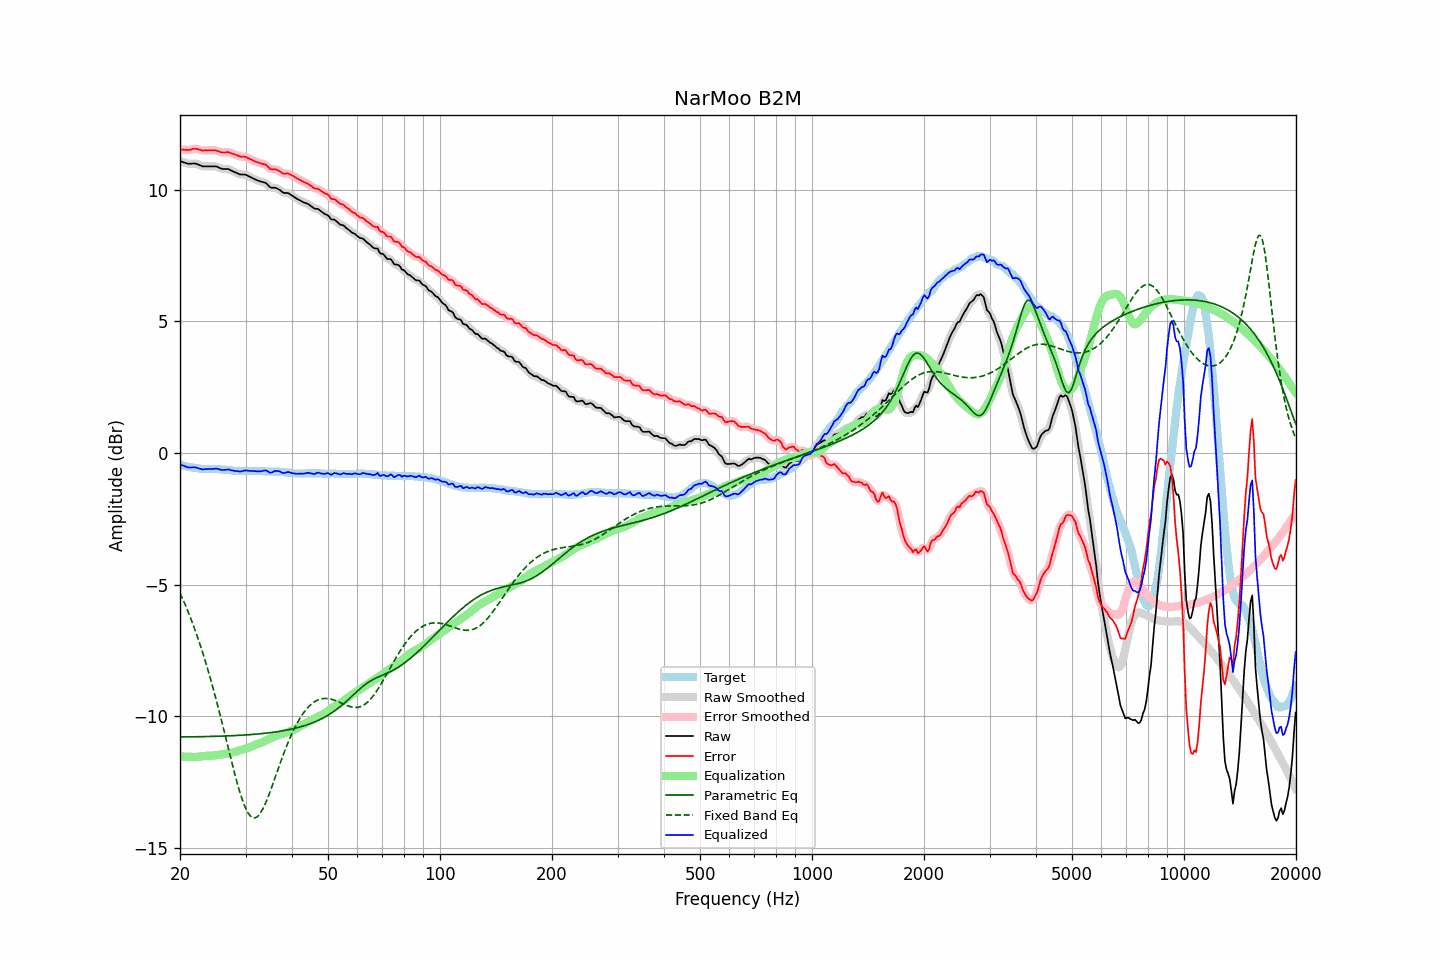 NarMoo B2M
Amplitude (dBr)
10
5
0
−5
−10
−15
Target
Raw Smoothed
Error Smoothed
Raw
Error
Equalization
Parametric Eq
Fixed Band Eq
Equalized
20 50 100 200 500 1000 2000 5000 10000 20000
Frequency (Hz)